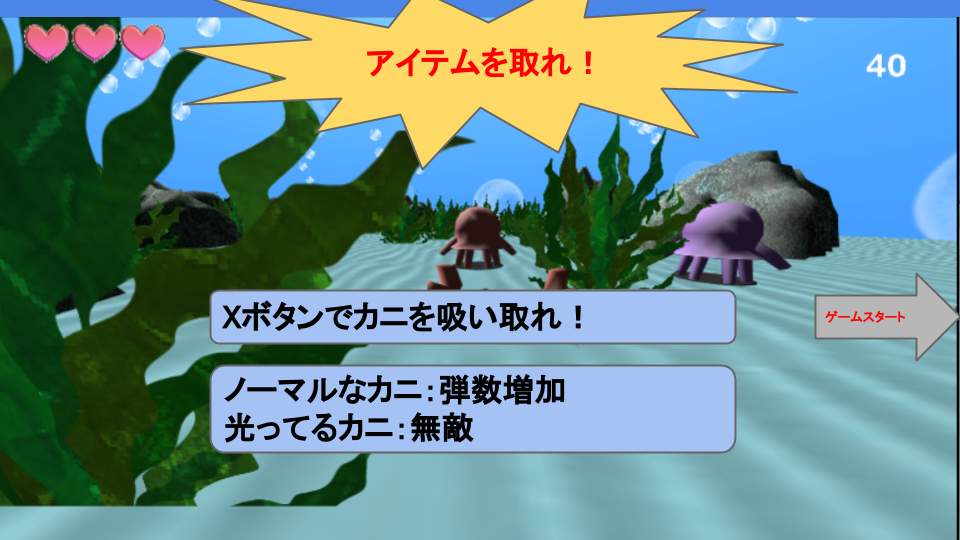 アイテムを取れ！
40
Xボタンでカニを吸い取れ！
ゲームスタート
ノーマルなカニ：弾数増加
光ってるカニ：無敵